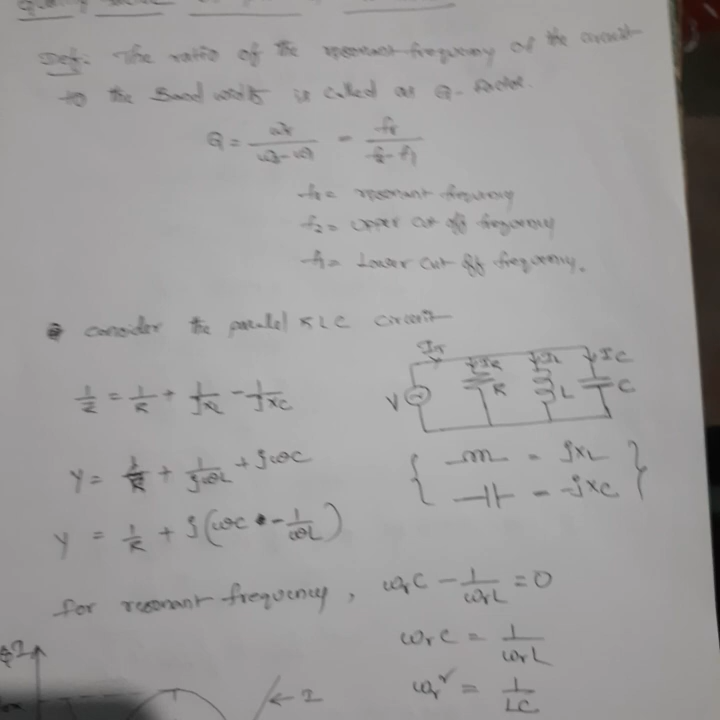 Def:- The ratio of the resonant frequency of the circuit
to the Band width is called as Q-factor.
Q = ωr/(ω2-ω1) = fr/(f2-f1)
fr = resonant frequency
f2 = upper cut off frequency
f1 = Lower cut off frequency.
consider the parallel RLC circuit
IT IR IL IC
V R L C
1/Z = 1/R + 1/jXL - 1/jXC
= jXL
Y = 1/R + 1/jωL + jωC
= -jXC
Y = 1/R + j(ωC - 1/ωL)
for resonant frequency, ωrC - 1/ωrL = 0
ωrC = 1/ωrL
ωr² = 1/LC
← I